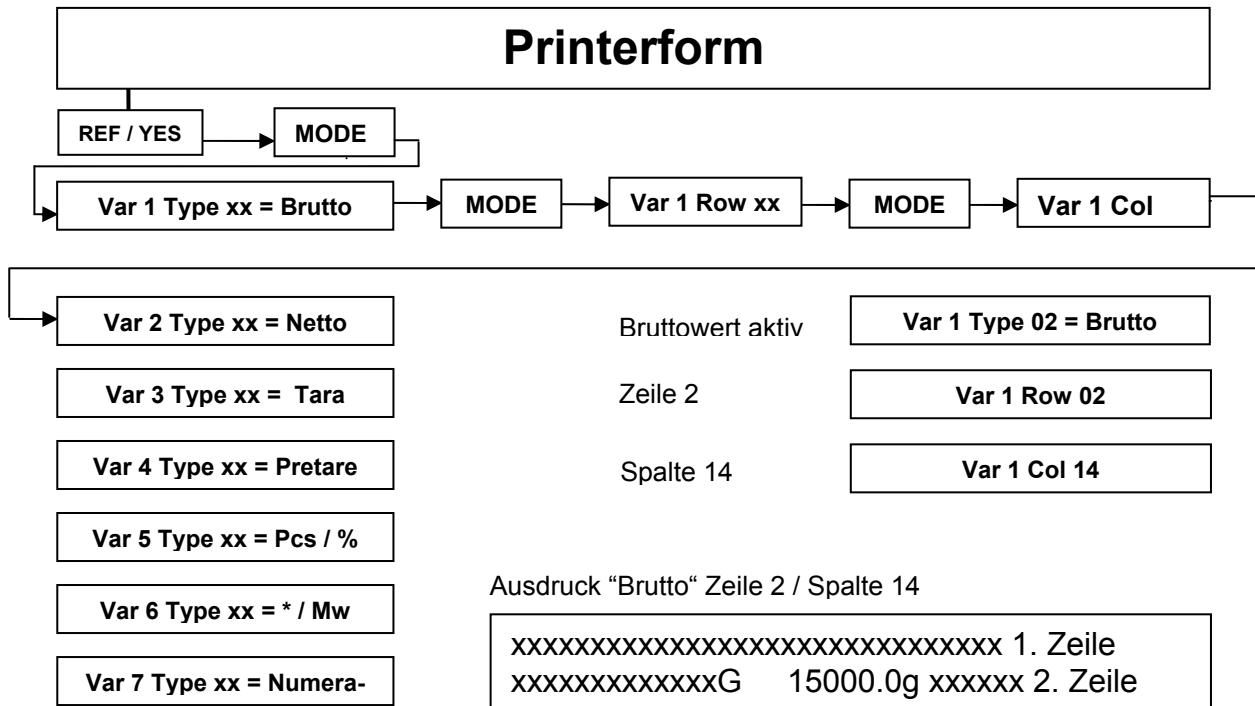 Printerform
REF / YES
MODE
Var 1 Type xx = Brutto
MODE
Var 1 Row xx
MODE
Var 1 Col
Var 2 Type xx = Netto
Bruttowert aktiv
Var 1 Type 02 = Brutto
Var 3 Type xx = Tara
Zeile 2
Var 1 Row 02
Var 4 Type xx = Pretare
Spalte 14
Var 1 Col 14
Var 5 Type xx = Pcs / %
Ausdruck “Brutto“ Zeile 2 / Spalte 14
Var 6 Type xx = * / Mw
xxxxxxxxxxxxxxxxxxxxxxxxxxxxxxx 1. Zeile
xxxxxxxxxxxxxG 15000.0g xxxxxx 2. Zeile
Var 7 Type xx = Numera-